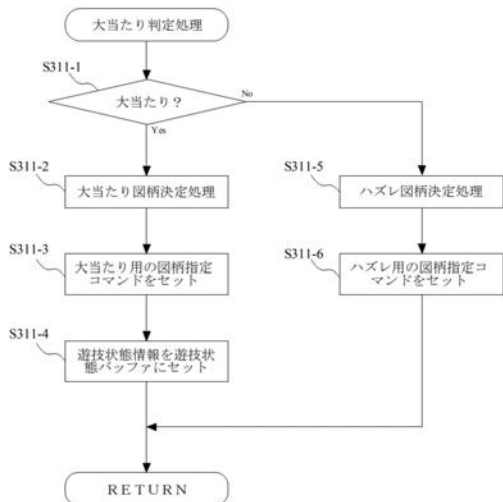 大当たり判定処理
S311-1
大当たり？
No
Yes
S311-2
大当たり図柄決定処理
S311-5
ハズレ図柄決定処理
S311-3
大当たり用の図柄指定
コマンドをセット
S311-6
ハズレ用の図柄指定コ
マンドをセット
S311-4
遊技状態情報を遊技状
態バッファにセット
RETURN